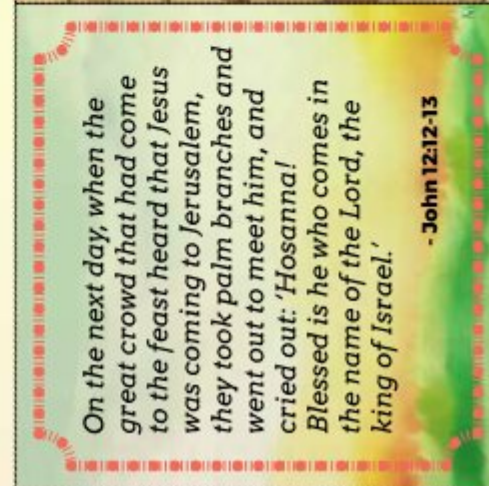 On the next day, when the
great crowd that had come
to the feast heard that Jesus
was coming to Jerusalem,
they took palm branches and
went out to meet him, and
cried out: 'Hosanna!
Blessed is he who comes in
the name of the Lord, the
king of Israel.'
- John 12:12-13